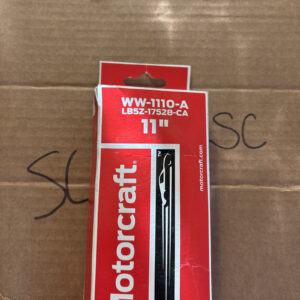 WW-1110-A
LB5Z-17528-CA
11"
SC
SC
Motorcraft
motorcraft.com